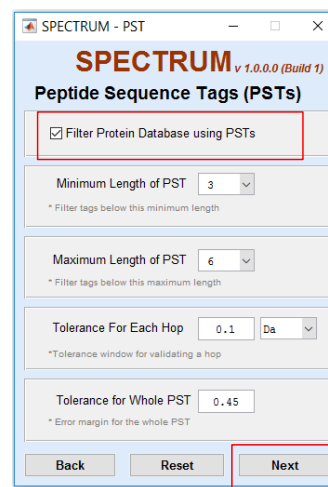 SPECTRUM - PST
SPECTRUM v 1.0.0.0 (Build 1)
Peptide Sequence Tags (PSTs)
Filter Protein Database using PSTs
Minimum Length of PST 3
* Filter tags below this minimum length
Maximum Length of PST 6
* Filter tags below this maximum length
Tolerance For Each Hop 0.1 Da
*Tolerance window for validating a hop
Tolerance for Whole PST 0.45
* Error margin for the whole PST
Back Reset Next